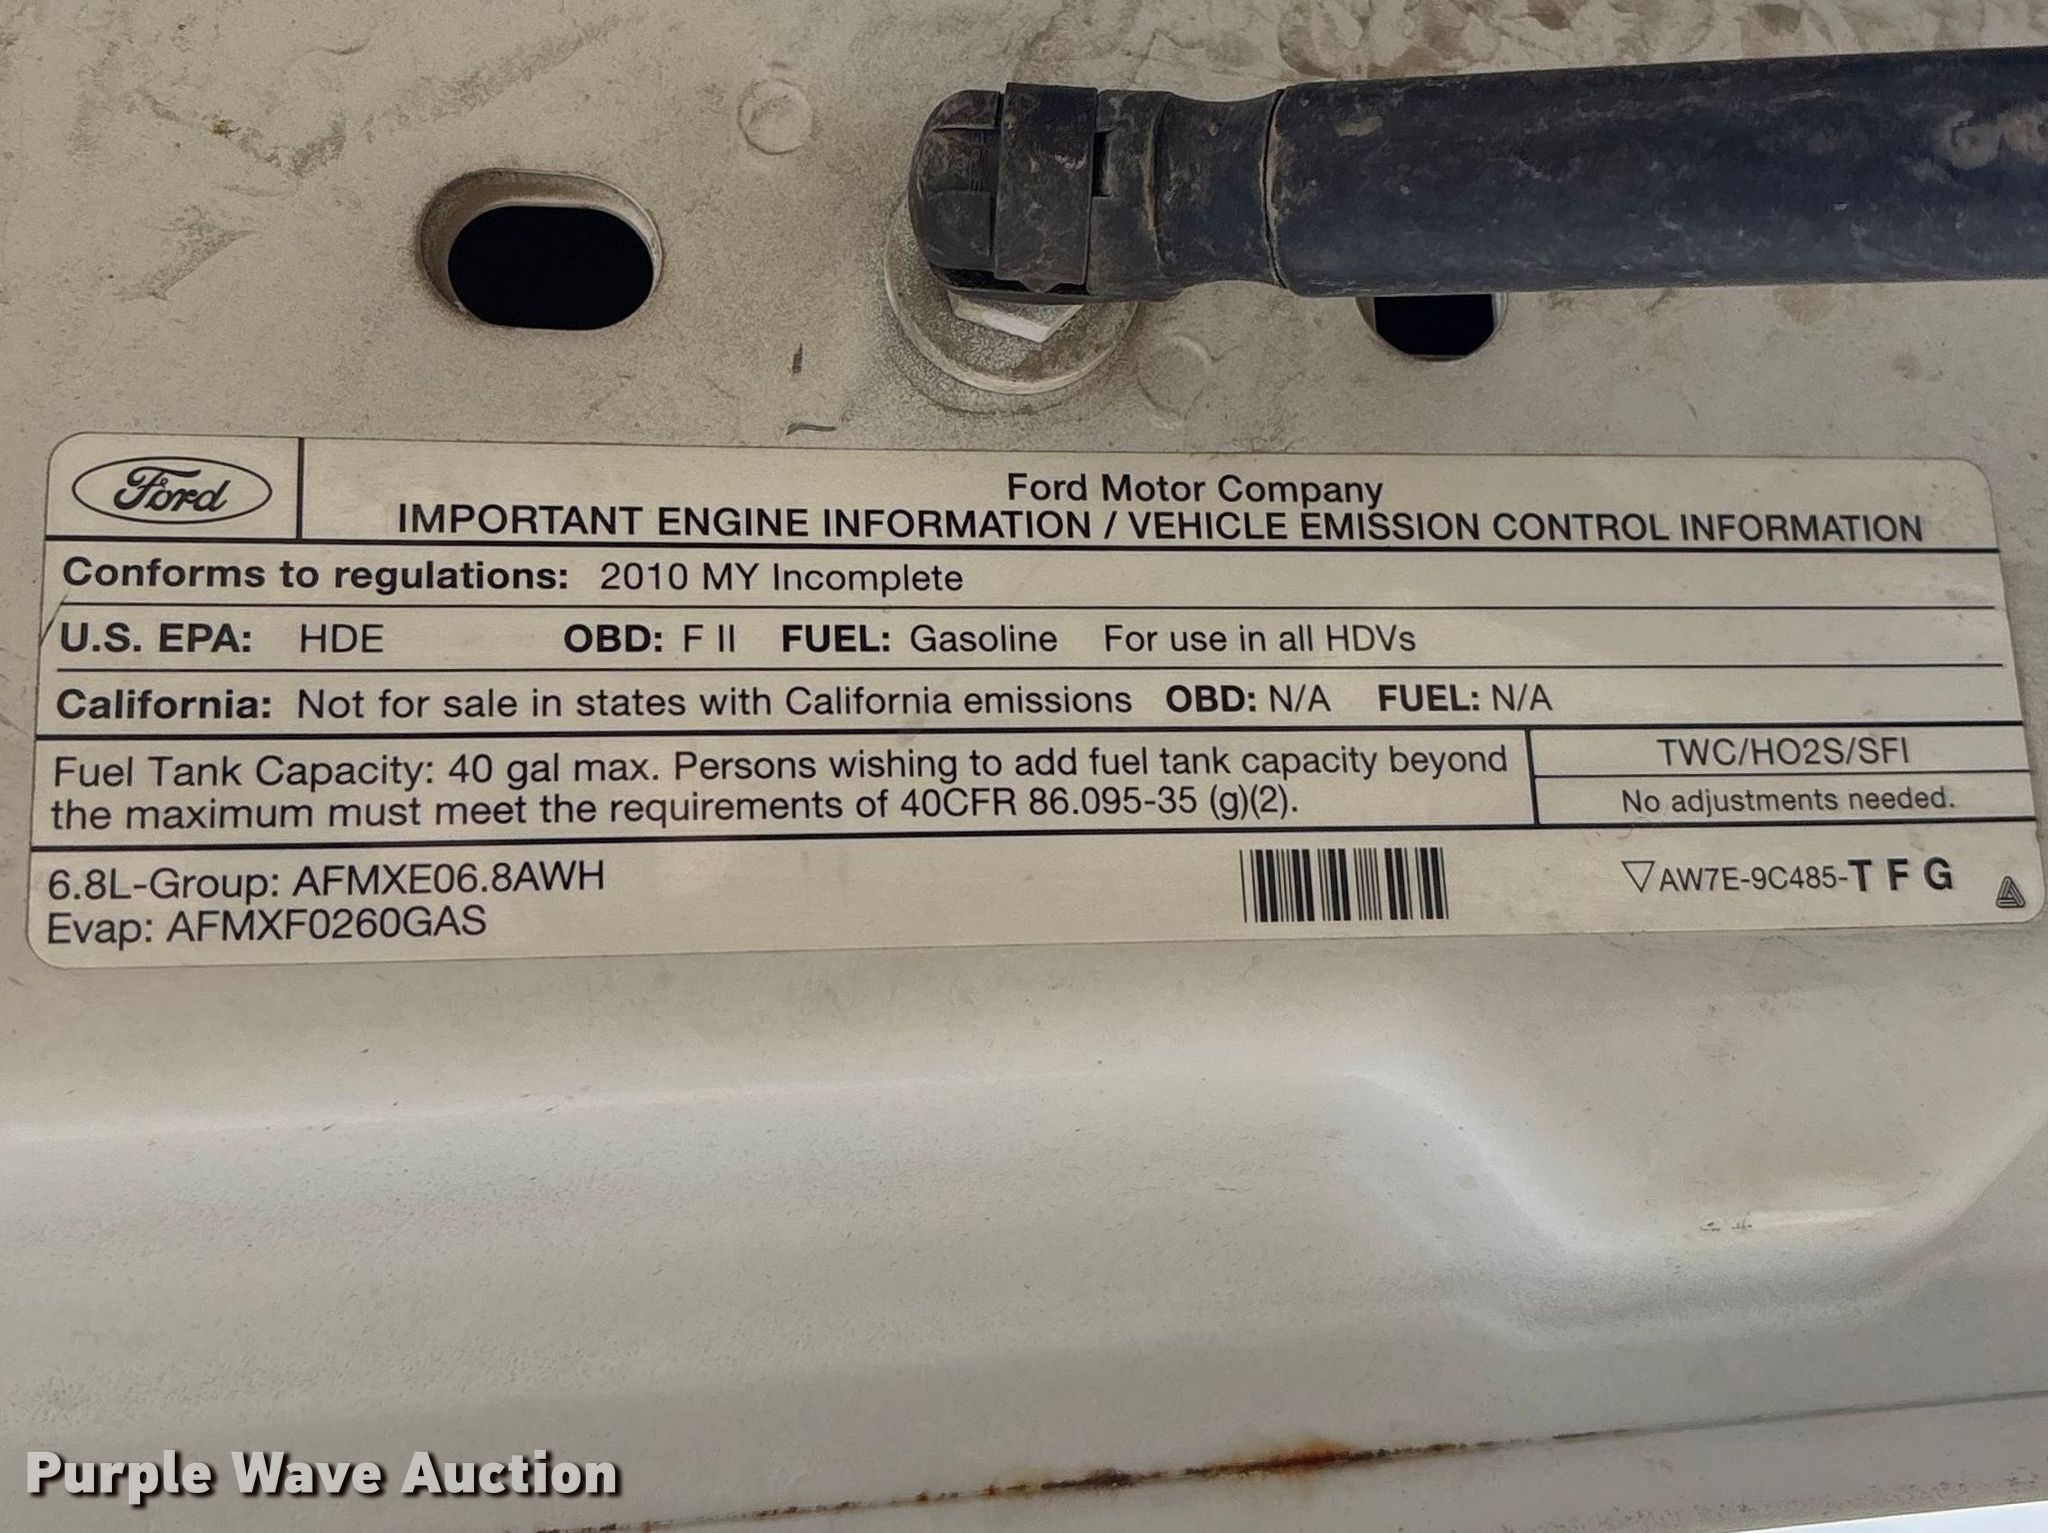 Ford
Ford Motor Company
IMPORTANT ENGINE INFORMATION / VEHICLE EMISSION CONTROL INFORMATION
Conforms to regulations: 2010 MY Incomplete
U.S. EPA: HDE OBD: F II FUEL: Gasoline For use in all HDVs
California: Not for sale in states with California emissions OBD: N/A FUEL: N/A
Fuel Tank Capacity: 40 gal max. Persons wishing to add fuel tank capacity beyond
the maximum must meet the requirements of 40CFR 86.095-35 (g)(2).
TWC/HO2S/SFI
No adjustments needed.
6.8L-Group: AFMXE06.8AWH
Evap: AFMXF0260GAS
▽AW7E-9C485-T F G
Purple Wave Auction